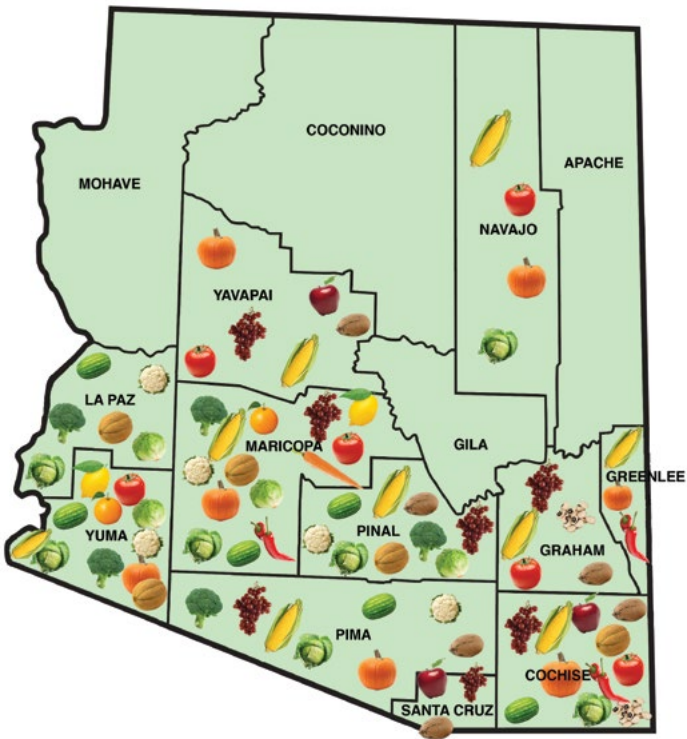 COCONINO
MOHAVE
APACHE
NAVAJO
YAVAPAI
LA PAZ
MARICOPA
GILA
GREENLEE
YUMA
PINAL
GRAHAM
PIMA
COCHISE
SANTA CRUZ